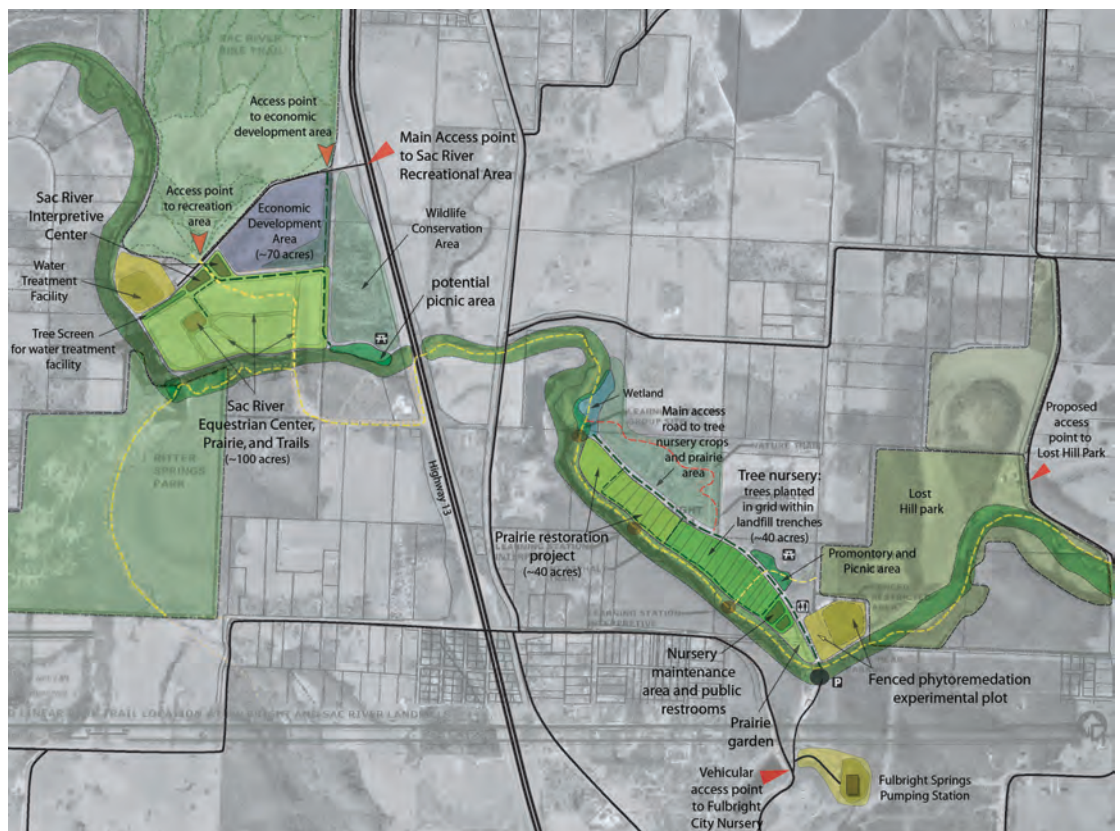 SAC RIVER
BIKE TRAIL
Access point
to economic
development area
Main Access point
to Sac River
Recreational Area
Sac River
Interpretive
Center
Access point
to recreation
area
Economic
Development
Area
(~70 acres)
Wildlife
Conservation
Area
Water
Treatment
Facility
potential
picnic area
Tree Screen
for water treatment
facility
Sac River
Equestrian Center,
Prairie, and Trails
(~100 acres)
RITTER
SPRINGS
PARK
Highway 13
Wetland
Main access
road to tree
nursery crops
and prairie
area
NATURE TRAIL
Tree nursery:
trees planted
in grid within
landfill trenches
(~40 acres)
Proposed
access
point to
Lost Hill Park
Lost
Hill park
Prairie restoration
project
(~40 acres)
LEARNING STATION
Promontory and
Picnic area
LEARNING STATION
Nursery
maintenance
area and public
restrooms
P
Fenced phytoremedation
experimental plot
Prairie
garden
Vehicular
access point
to Fulbright
City Nursery
Fulbright Springs
Pumping Station